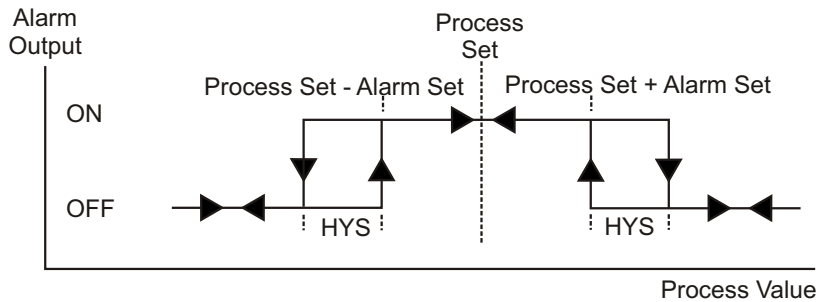 Alarm
Output
Process
Set
Process Set - Alarm Set
Process Set + Alarm Set
ON
OFF
HYS
HYS
Process Value